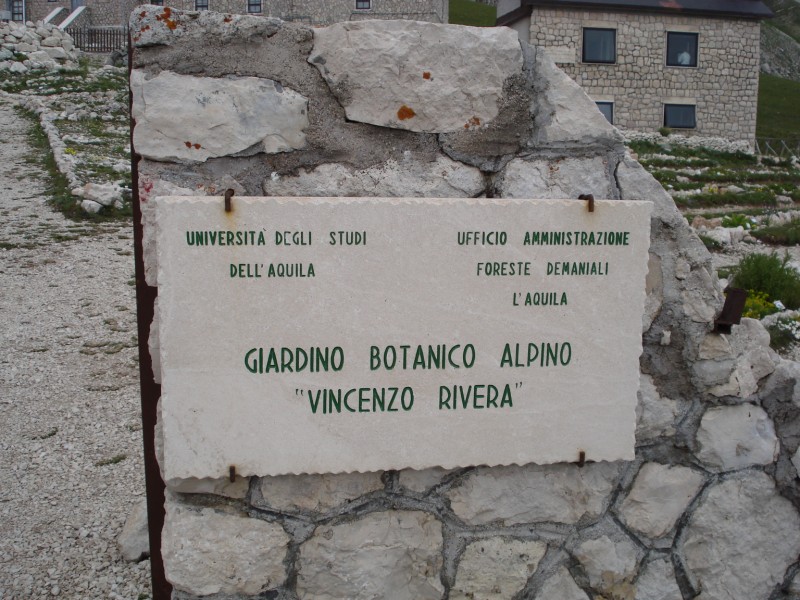 UNIVERSITÀ DEGLI STUDI
DELL'AQUILA
UFFICIO AMMINISTRAZIONE
FORESTE DEMANIALI
L'AQUILA
GIARDINO BOTANICO ALPINO
"VINCENZO RIVERA"